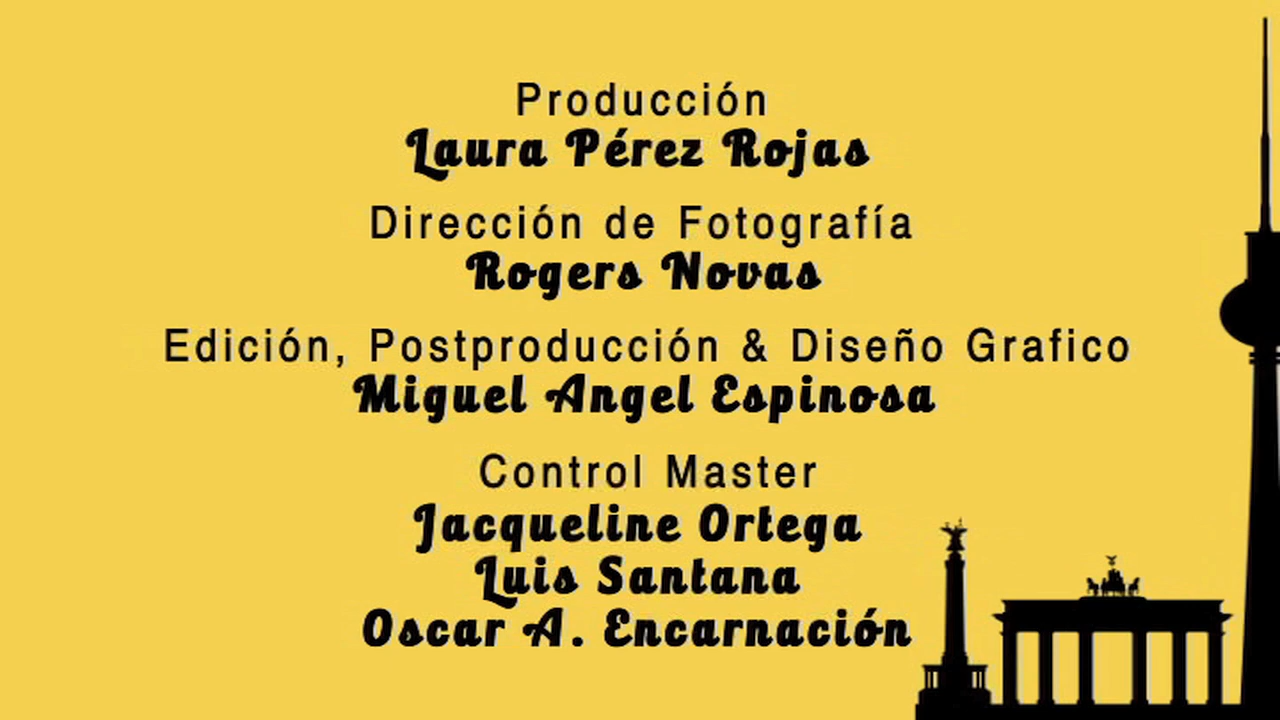 Producción
Laura Pérez Rojas
Dirección de Fotografía
Rogers Novas
Edición, Postproducción & Diseño Grafico
Miguel Angel Espinosa
Control Master
Jacqueline Ortega
Luis Santana
Oscar A. Encarnación